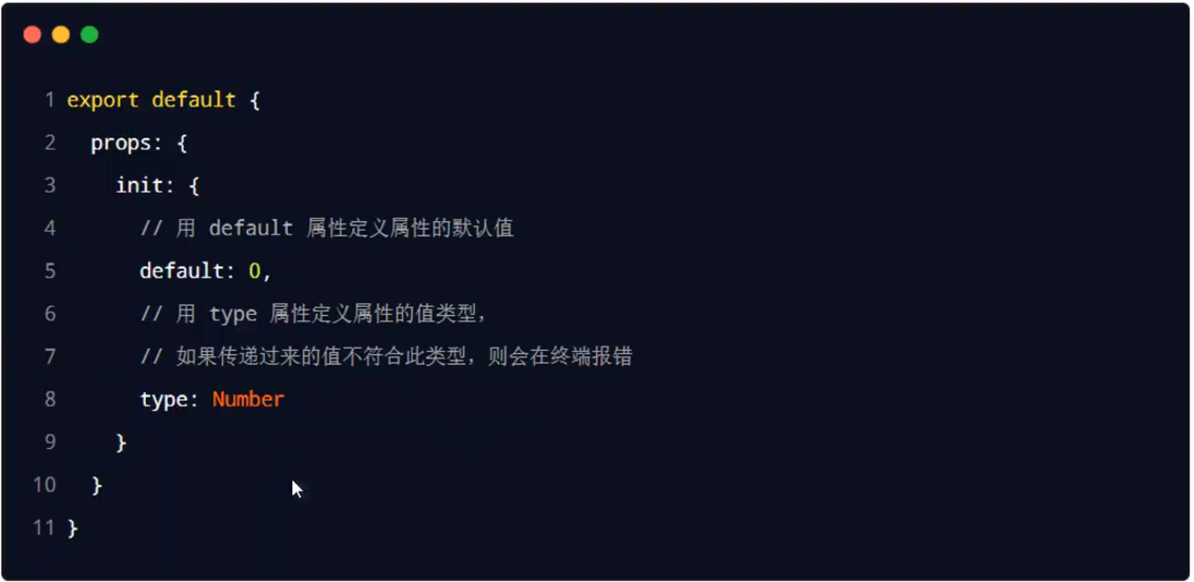 1 export default {
2   props: {
3     init: {
4       // 用 default 属性定义属性的默认值
5       default: 0,
6       // 用 type 属性定义属性的值类型，
7       // 如果传递过来的值不符合此类型，则会在终端报错
8       type: Number
9     }
10   }
11 }